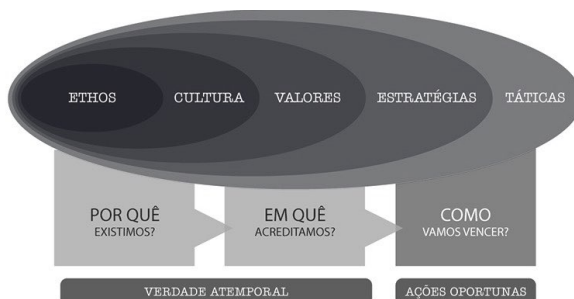 ETHOS CULTURA VALORES ESTRATÉGIAS TÁTICAS
POR QUÊ
EXISTIMOS?
EM QUÊ
ACREDITAMOS?
COMO
VAMOS VENCER?
VERDADE ATEMPORAL
AÇÕES OPORTUNAS